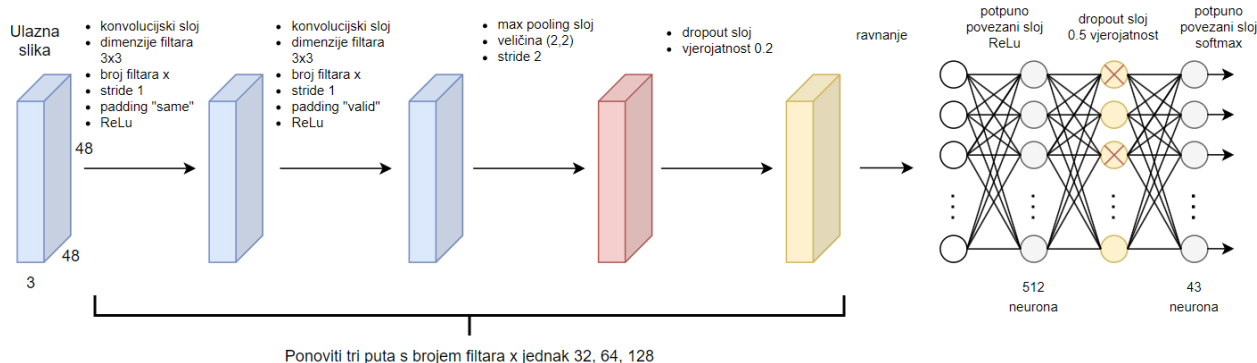 Ulazna
slika
• konvolucijski sloj
• dimenzije filtara
3x3
• broj filtara x
• stride 1
• padding "same"
• ReLu
• konvolucijski sloj
• dimenzije filtara
3x3
• broj filtara x
• stride 1
• padding "valid"
• ReLu
• max pooling sloj
• veličina (2,2)
• stride 2
• dropout sloj
• vjerojatnost 0.2
ravnanje
potpuno
povezani sloj
ReLu
dropout sloj
0.5 vjerojatnost
potpuno
povezani sloj
softmax
48
48
3
512
neurona
43
neurona
Ponoviti tri puta s brojem filtara x jednak 32, 64, 128